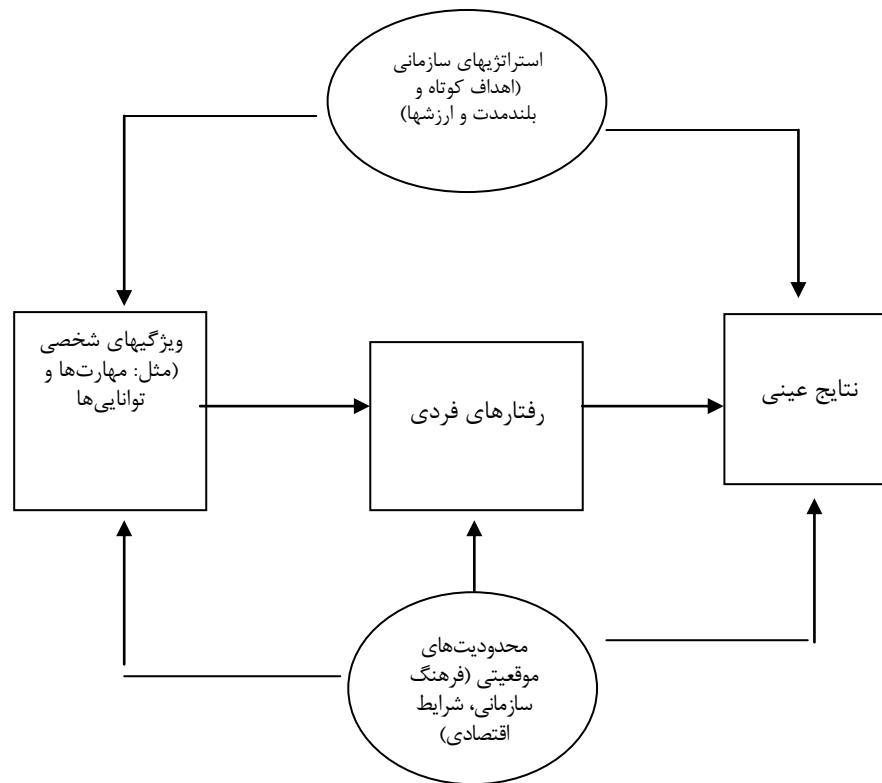 استراتژیهای سازمانی
(اهداف کوتاه و
بلندمدت و ارزشها)
ویژگیهای شخصی
(مثل: مهارت‌ها و
توانایی‌ها
رفتارهای فردی
نتایج عینی
محدودیت‌های
موقعیتی (فرهنگ
سازمانی، شرایط
اقتصادی)